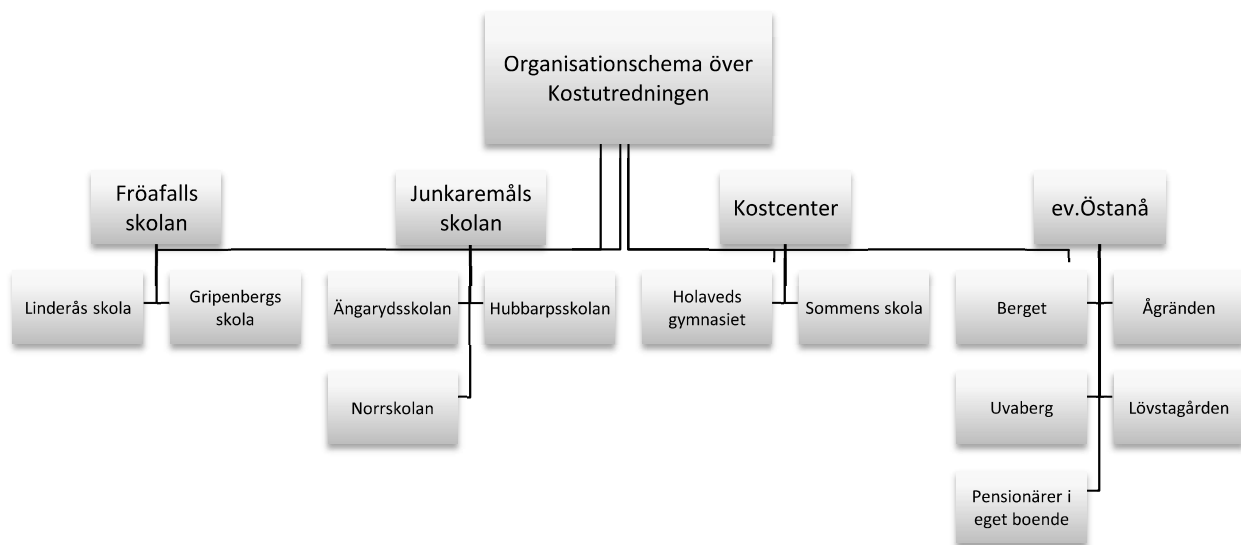 Organisationschema över
Kostutredningen
Fröafalls
skolan
Junkaremåls
skolan
Kostcenter
ev.Östanå
Linderås skola
Gripenbergs
skola
Ängarydsskolan
Hubbarpsskolan
Holaveds
gymnasiet
Sommens skola
Berget
Ågränden
Norrskolan
Uvaberg
Lövstagården
Pensionärer i
eget boende